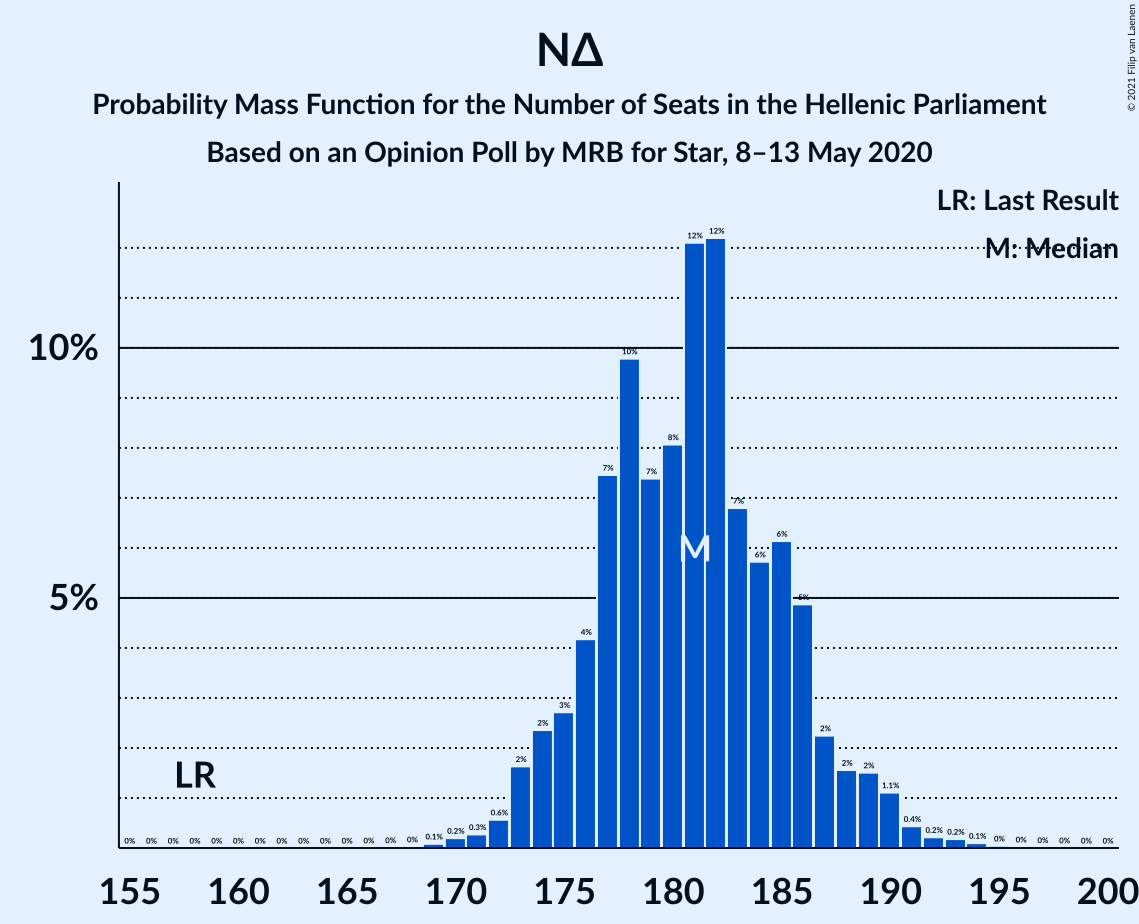 © 2021 Filip van Laenen
ΝΔ
Probability Mass Function for the Number of Seats in the Hellenic Parliament
Based on an Opinion Poll by MRB for Star, 8–13 May 2020
LR: Last Result
M: Median
10%
5%
0% 0% 0% 0% 0% 0% 0% 0% 0% 0% 0% 0% 0% 0% 0.1% 0.2% 0.3% 0.6% 2% 2% 3% 4% 7% 10% 7% 8% 12% 12% 7% 6% 6% 5% 2% 2% 2% 1.1% 0.4% 0.2% 0.2% 0.1% 0% 0% 0% 0% 0% 0%
M
LR
155 160 165 170 175 180 185 190 195 200